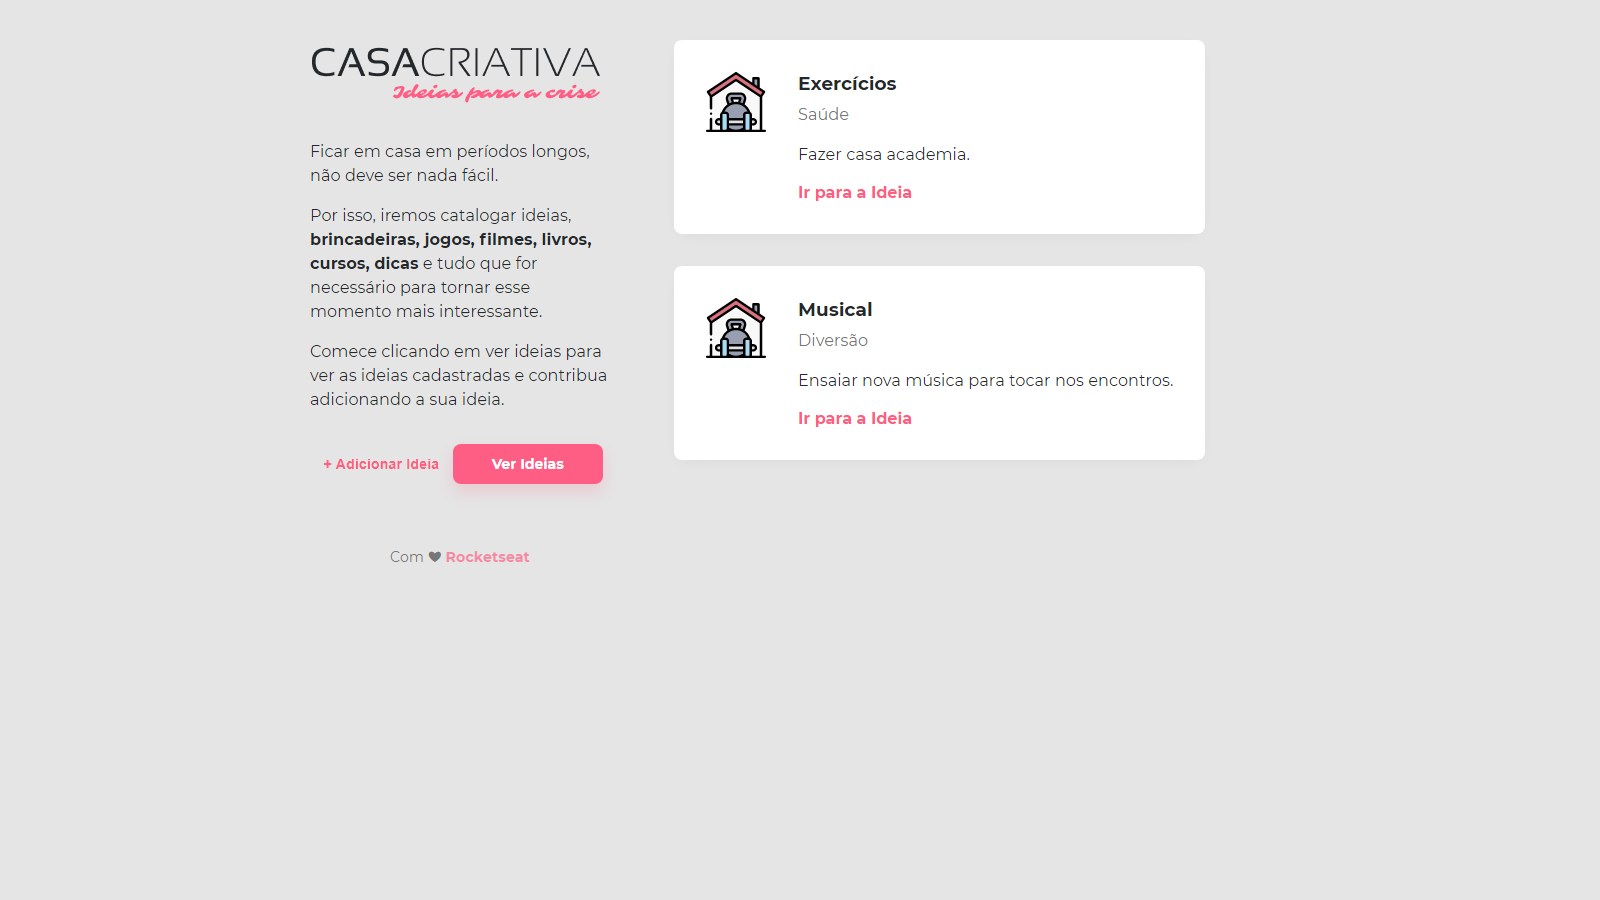 CASACRIATIVA
Ideias para a crise
Ficar em casa em períodos longos,
não deve ser nada fácil.
Por isso, iremos catalogar ideias,
brincadeiras, jogos, filmes, livros,
cursos, dicas e tudo que for
necessário para tornar esse
momento mais interessante.
Comece clicando em ver ideias para
ver as ideias cadastradas e contribua
adicionando a sua ideia.
+ Adicionar Ideia
Ver Ideias
Com ♥ Rocketseat
Exercícios
Saúde
Fazer casa academia.
Ir para a Ideia
Musical
Diversão
Ensaiar nova música para tocar nos encontros.
Ir para a Ideia